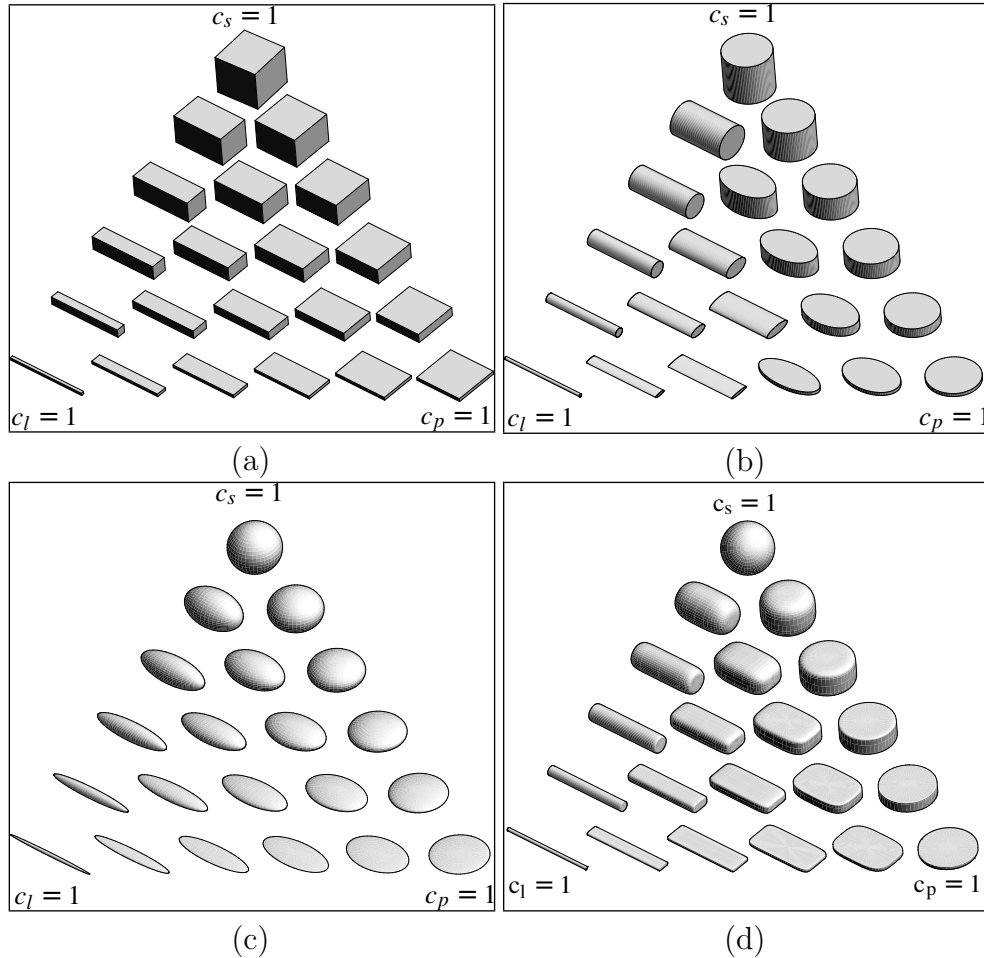 c_s = 1
c_l = 1
c_p = 1
(a)
c_s = 1
c_l = 1
c_p = 1
(b)
c_s = 1
c_l = 1
c_p = 1
(c)
c_s = 1
c_l = 1
c_p = 1
(d)